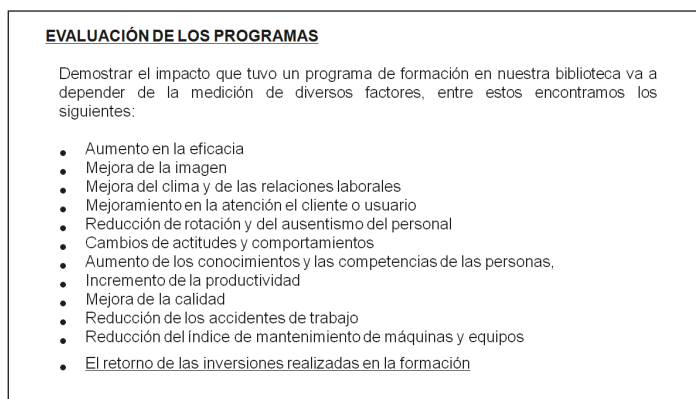 EVALUACIÓN DE LOS PROGRAMAS
Demostrar el impacto que tuvo un programa de formación en nuestra biblioteca va a
depender de la medición de diversos factores, entre estos encontramos los
siguientes:
• Aumento en la eficacia
• Mejora de la imagen
• Mejora del clima y de las relaciones laborales
• Mejoramiento en la atención el cliente o usuario
• Reducción de rotación y del ausentismo del personal
• Cambios de actitudes y comportamientos
• Aumento de los conocimientos y las competencias de las personas,
• Incremento de la productividad
• Mejora de la calidad
• Reducción de los accidentes de trabajo
• Reducción del índice de mantenimiento de máquinas y equipos
• El retorno de las inversiones realizadas en la formación